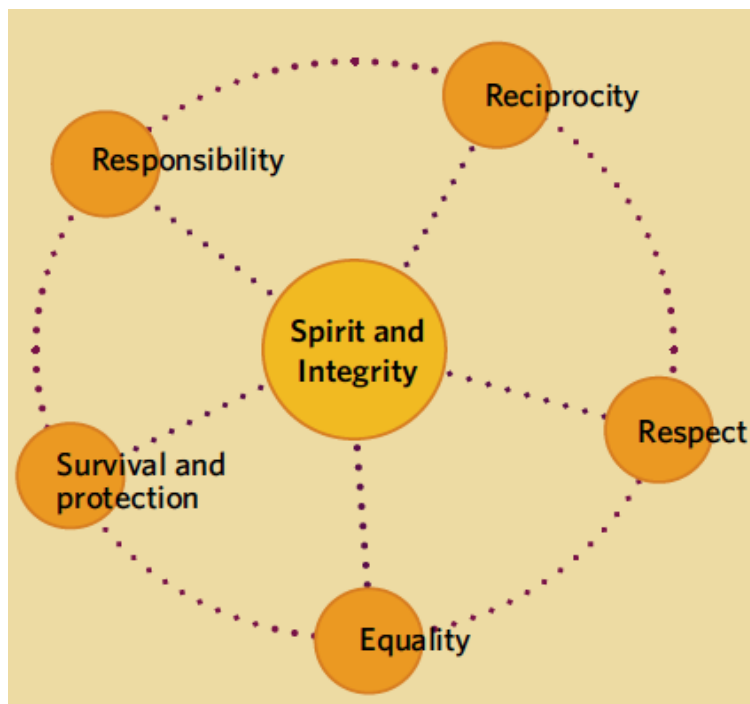 Reciprocity
Responsibility
Spirit and
Integrity
Respect
Survival and
protection
Equality